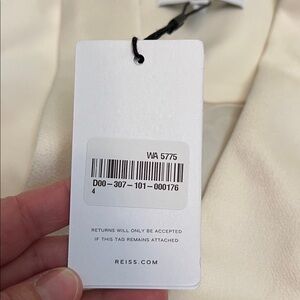 WA 5775
D00-307-101-000176
4
RETURNS WILL ONLY BE ACCEPTED
IF THIS TAG REMAINS ATTACHED
REISS.COM